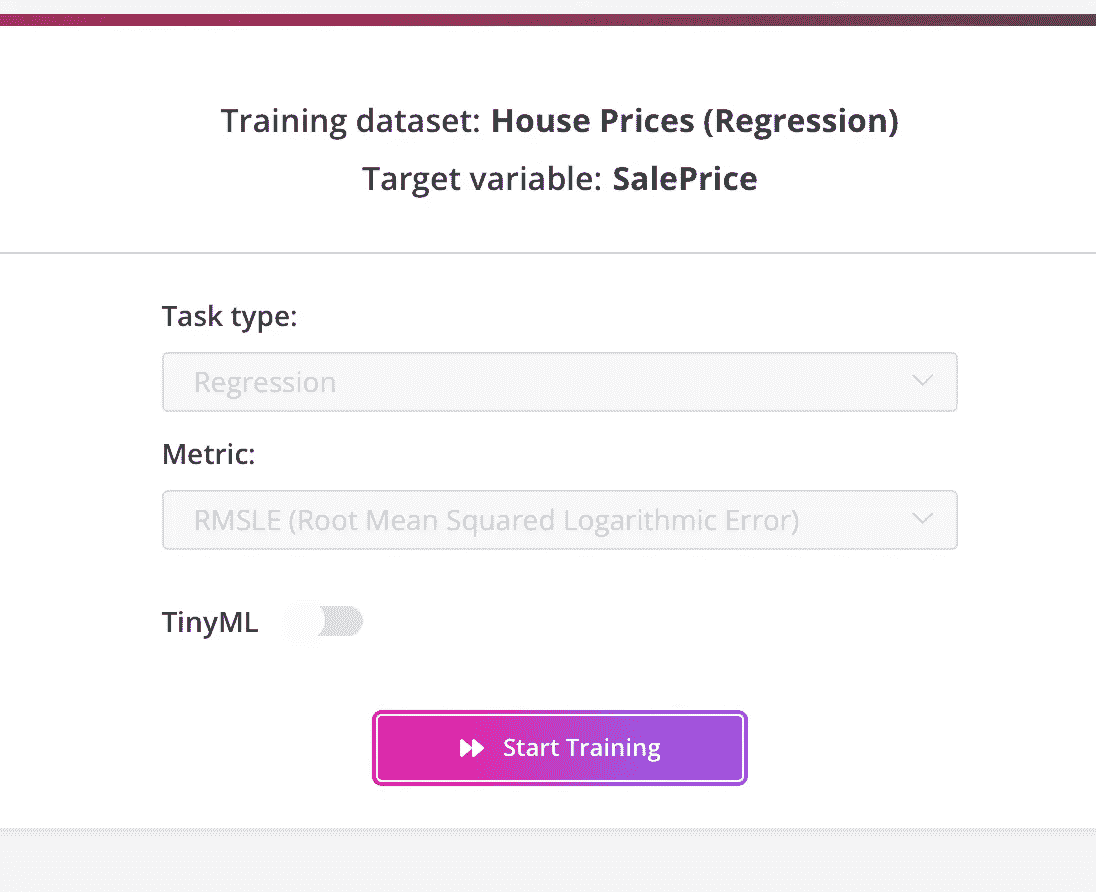 Training dataset: House Prices (Regression)
Target variable: SalePrice
Task type:
Regression
Metric:
RMSLE (Root Mean Squared Logarithmic Error)
TinyML
Start Training